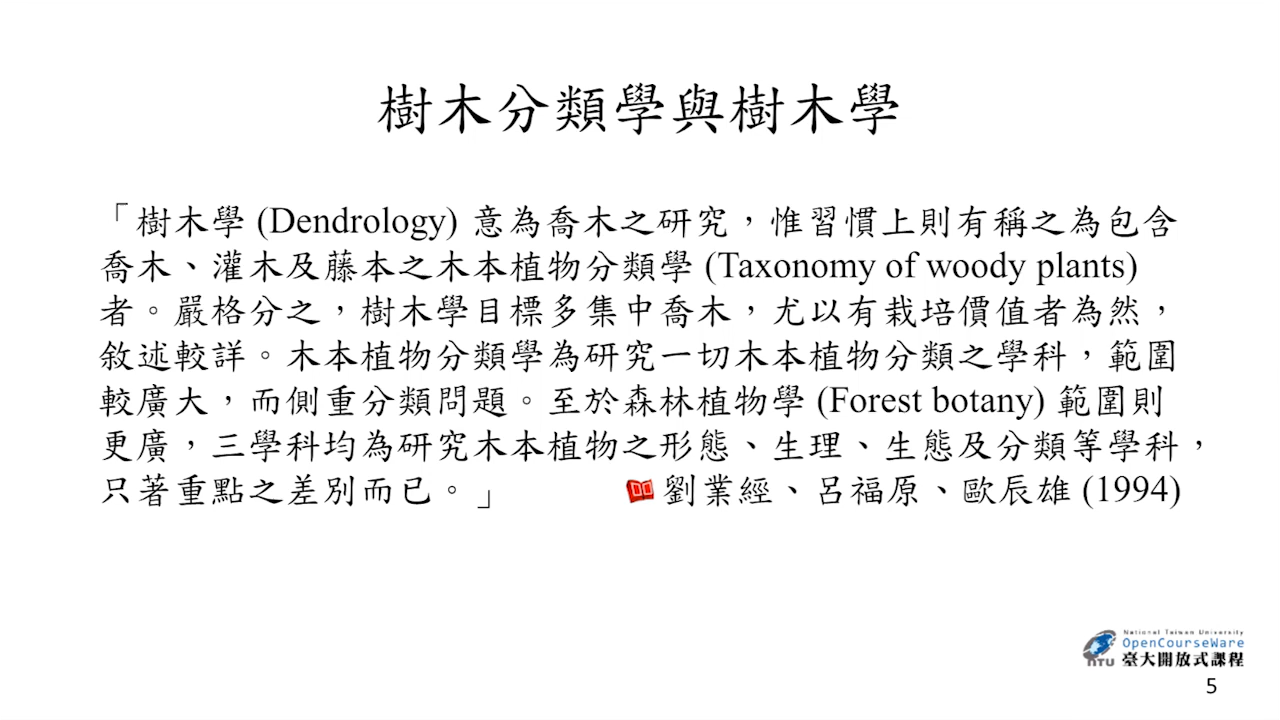 樹木分類學與樹木學
「樹木學 (Dendrology) 意為喬木之研究，惟習慣上則有稱之為包含
喬木、灌木及藤本之木本植物分類學 (Taxonomy of woody plants)
者。嚴格分之，樹木學目標多集中喬木，尤以有栽培價值者為然，
敘述較詳。木本植物分類學為研究一切木本植物分類之學科，範圍
較廣大，而側重分類問題。至於森林植物學 (Forest botany) 範圍則
更廣，三學科均為研究木本植物之形態、生理、生態及分類等學科，
只著重點之差別而已。」 劉業經、呂福原、歐辰雄 (1994)
National Taiwan University
OpenCourseWare
NTU 臺大開放式課程
5